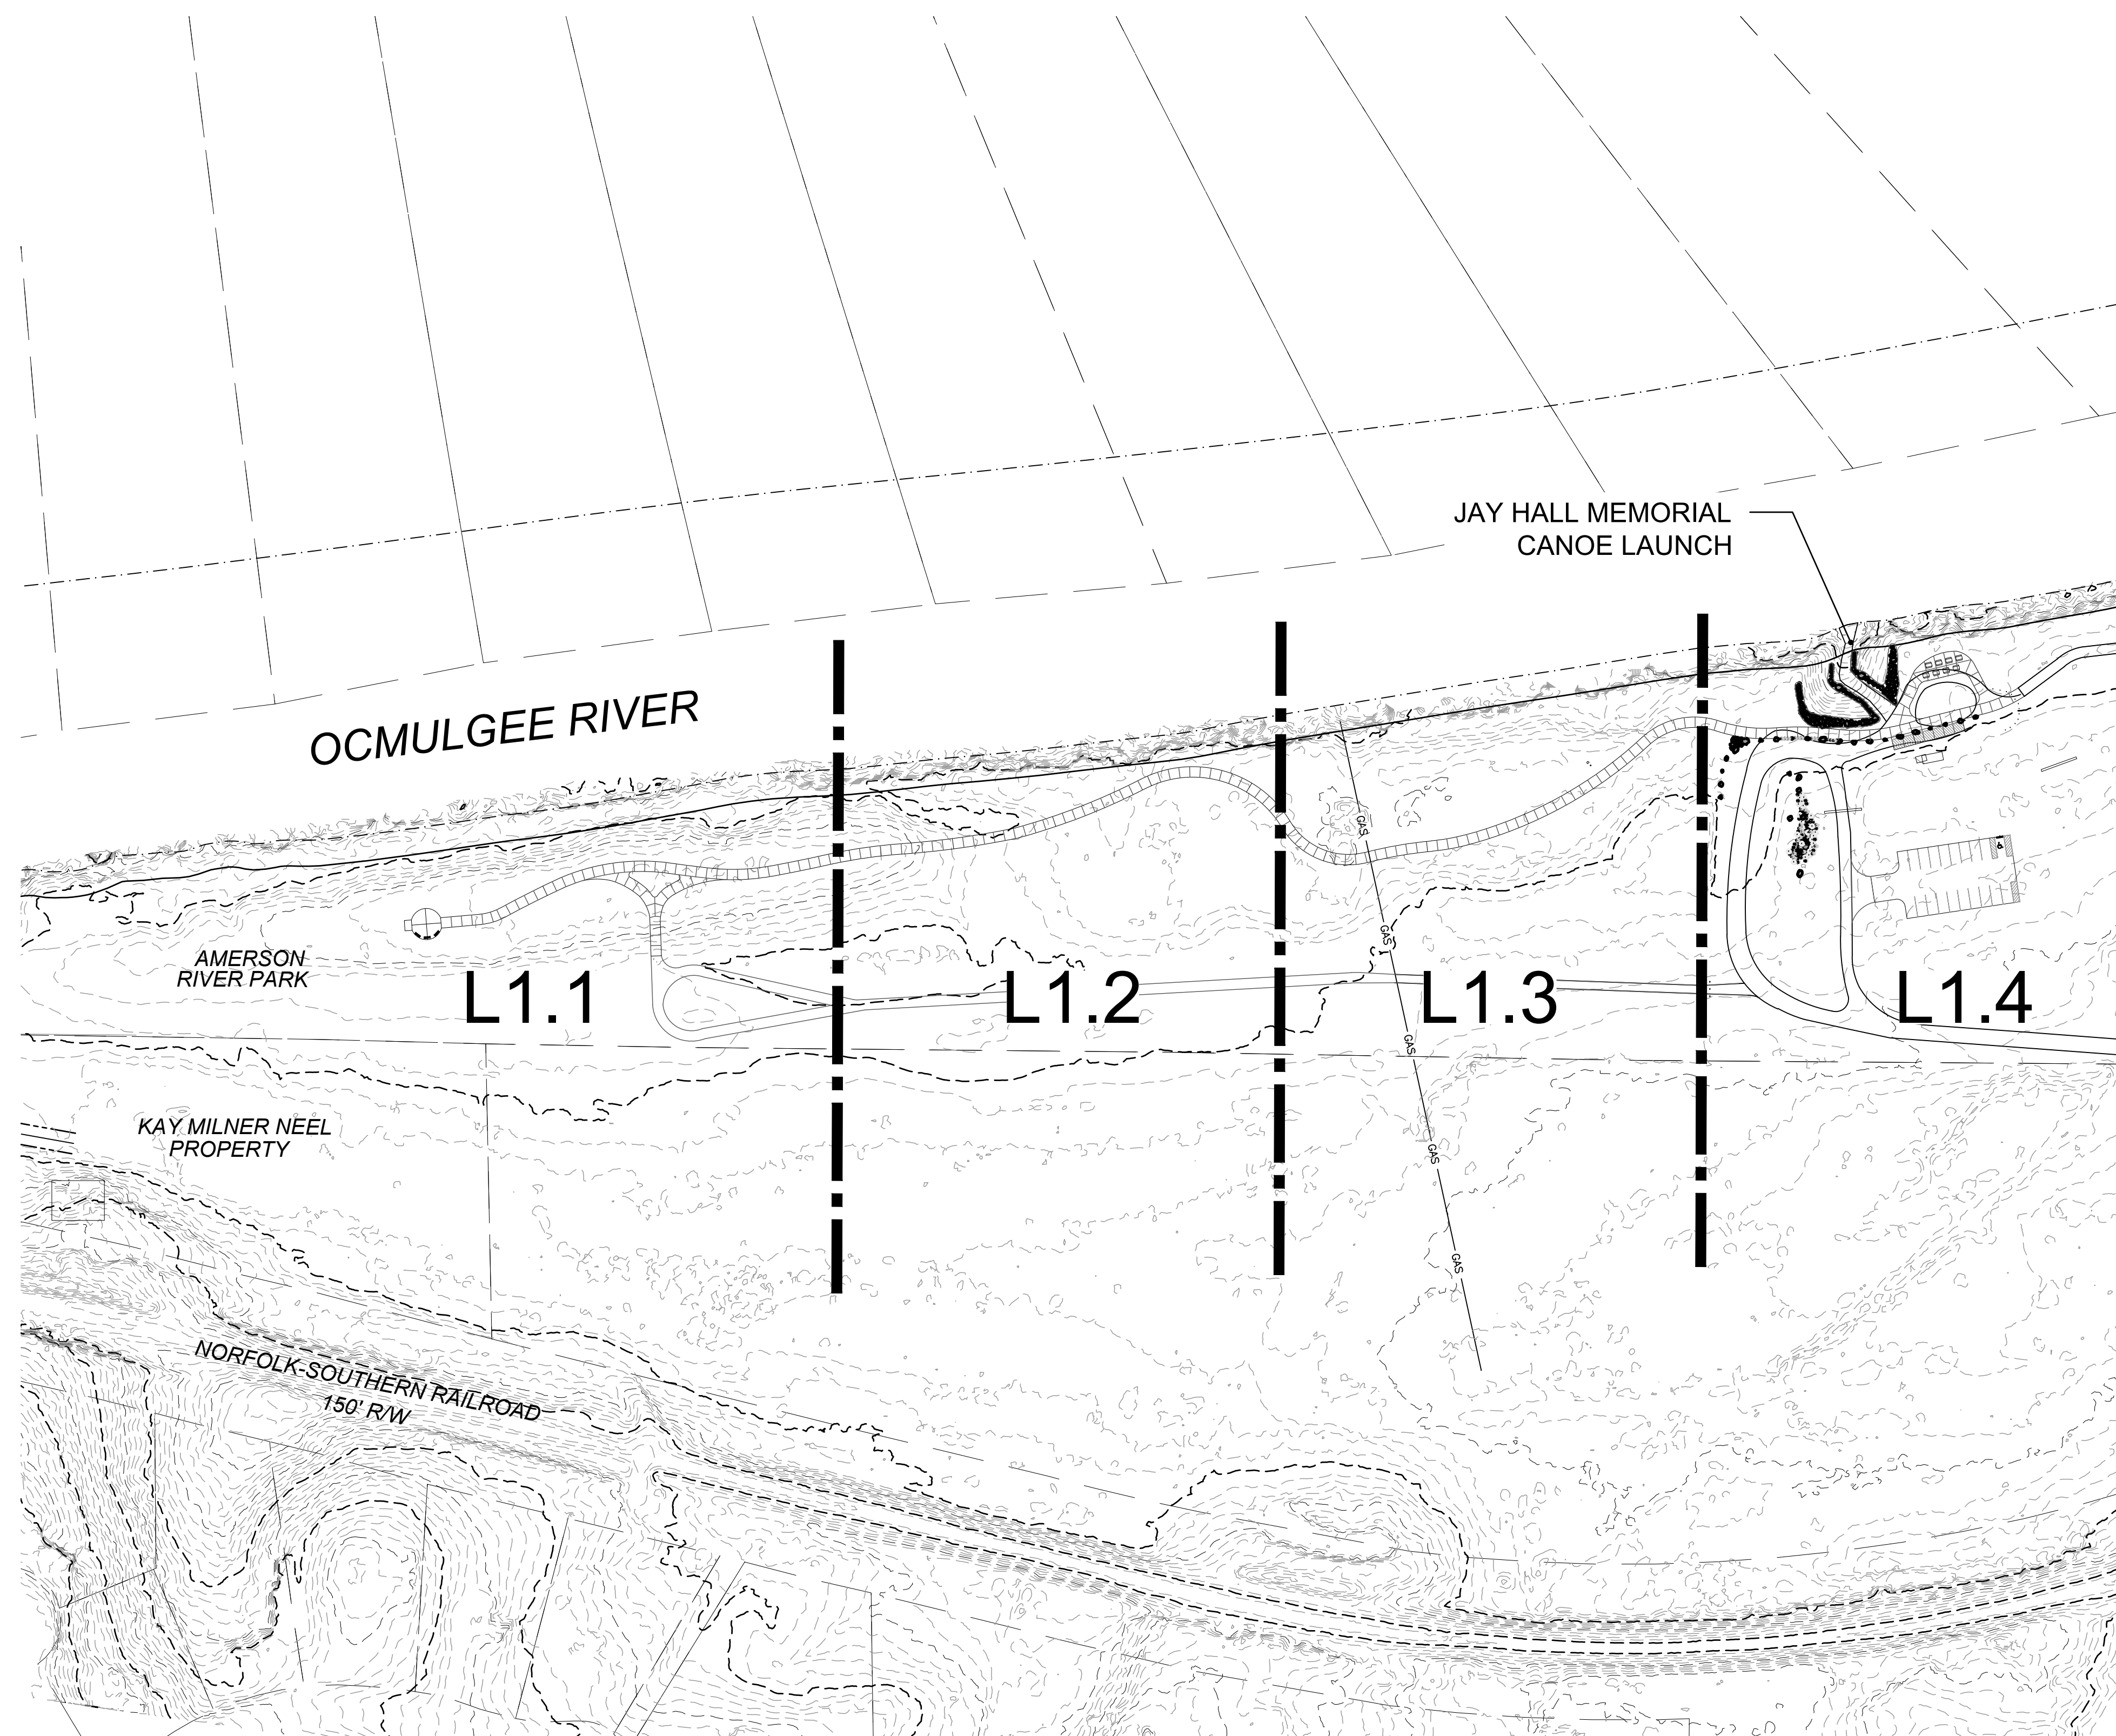 JAY HALL MEMORIAL
CANOE LAUNCH
OCMULGEE RIVER
GAS
GAS
AMERSON
RIVER PARK
L1.1
L1.2
L1.3
L1.4
GAS
KAY MILNER NEEL
PROPERTY
GAS
GAS
NORFOLK-SOUTHERN RAILROAD
150' R/W